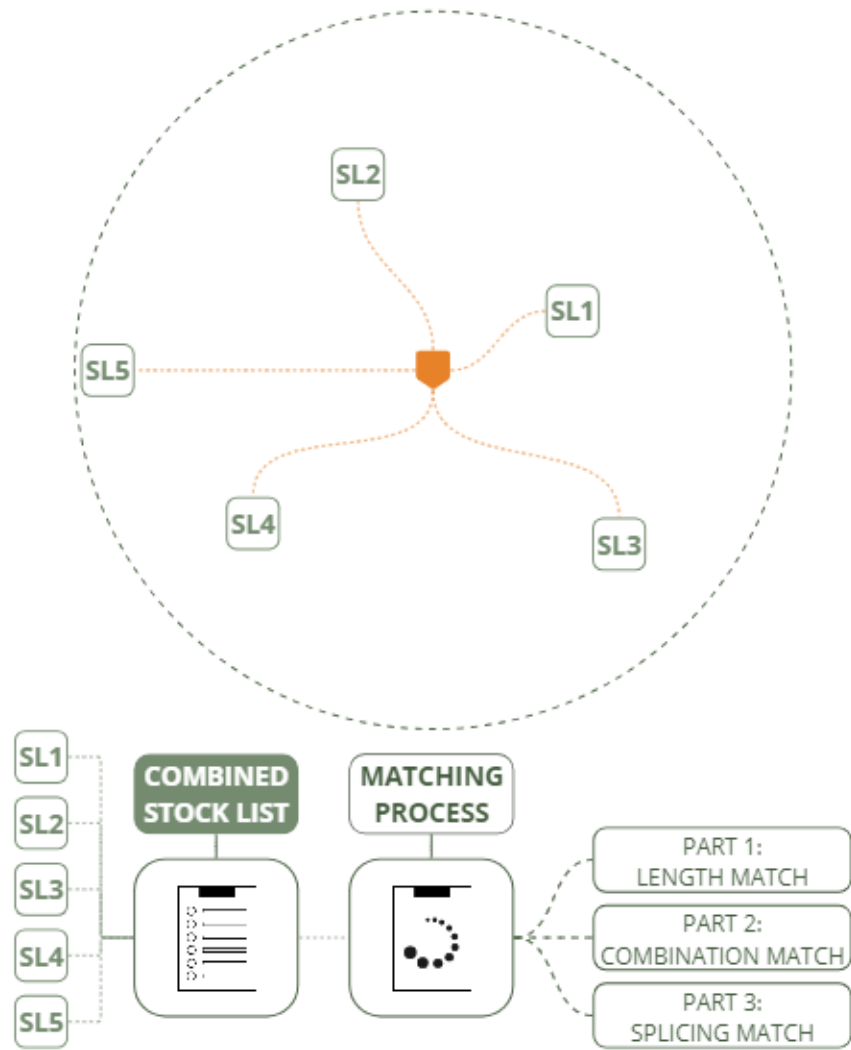 SL2
SL1
SL5
SL4
SL3
SL1
SL2
SL3
SL4
SL5
COMBINED
STOCK LIST
MATCHING
PROCESS
PART 1:
LENGTH MATCH
PART 2:
COMBINATION MATCH
PART 3:
SPLICING MATCH